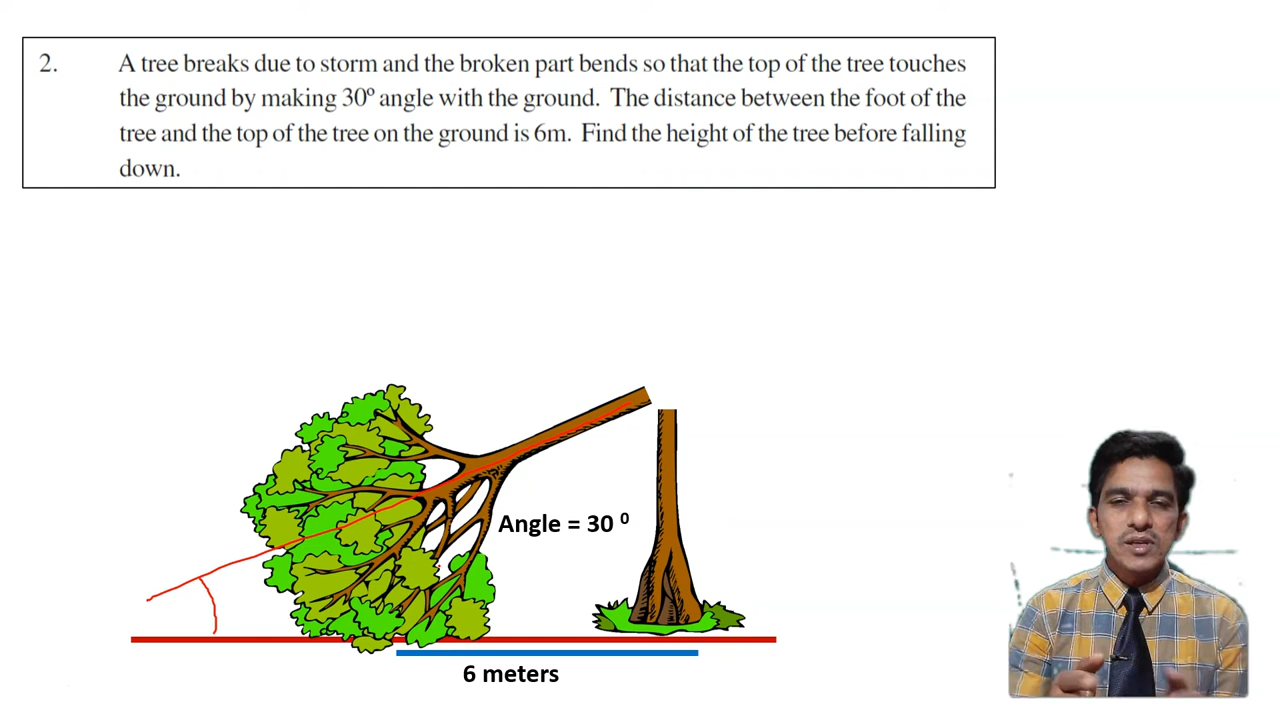 2. A tree breaks due to storm and the broken part bends so that the top of the tree touches
the ground by making 30º angle with the ground. The distance between the foot of the
tree and the top of the tree on the ground is 6m. Find the height of the tree before falling
down.
Angle = 30 ⁰
6 meters